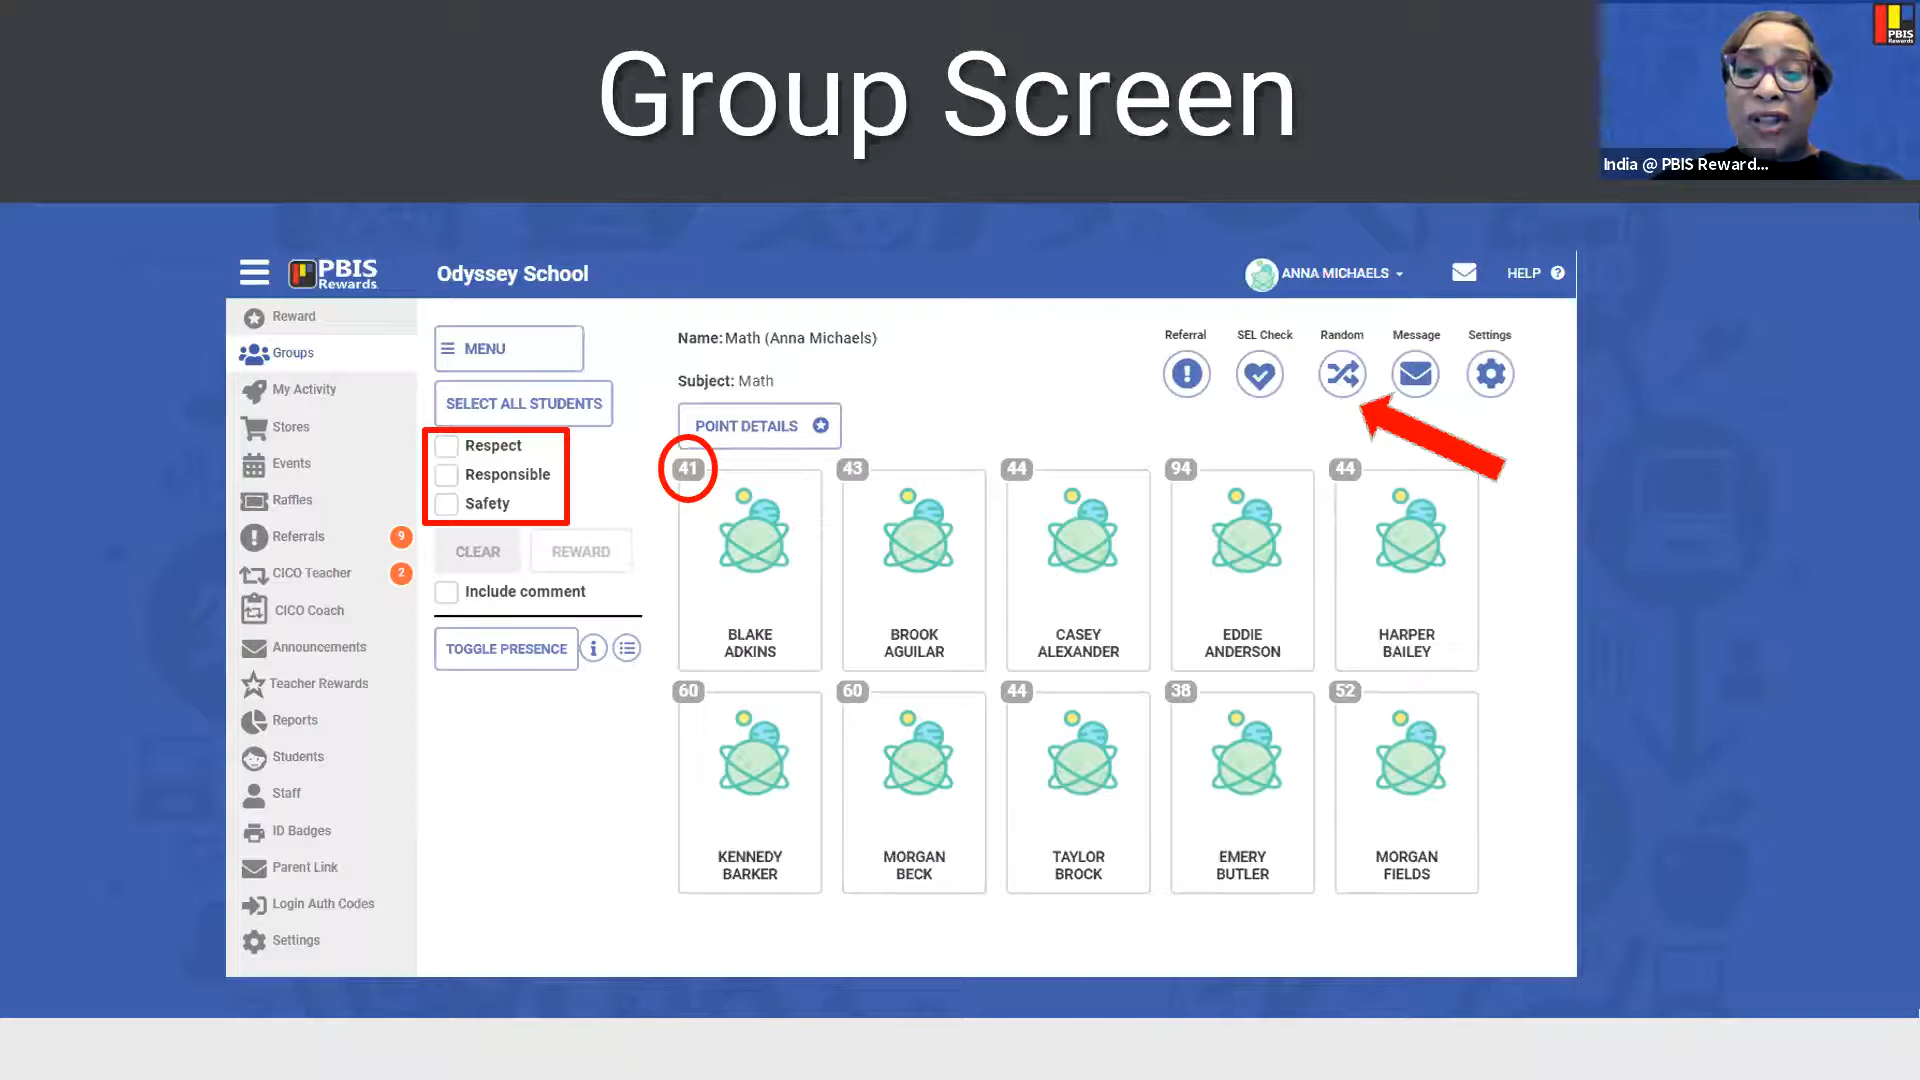 Group Screen
PBIS
Rewards
India @ PBIS Reward...
PBIS
Rewards
Odyssey School
ANNA MICHAELS
HELP ?
Reward
Groups
My Activity
Stores
Events
Raffles
Referrals 9
CICO Teacher 2
CICO Coach
Announcements
Teacher Rewards
Reports
Students
Staff
ID Badges
Parent Link
Login Auth Codes
Settings
MENU
SELECT ALL STUDENTS
Respect
Responsible
Safety
CLEAR REWARD
Include comment
TOGGLE PRESENCE i
Name: Math (Anna Michaels)
Subject: Math
POINT DETAILS
Referral SEL Check Random Message Settings
41 43 44 94 44
BLAKE ADKINS
BROOK AGUILAR
CASEY ALEXANDER
EDDIE ANDERSON
HARPER BAILEY
60 60 44 38 52
KENNEDY BARKER
MORGAN BECK
TAYLOR BROCK
EMERY BUTLER
MORGAN FIELDS